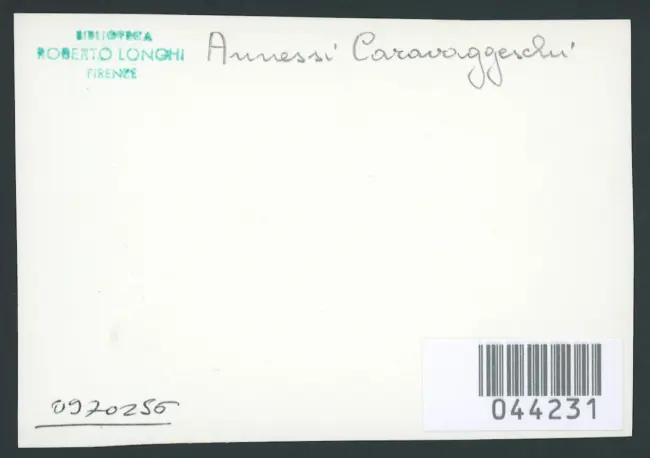 BIBLIOTECA
ROBERTO LONGHI
FIRENZE
Annessi Caravaggeschi
0970256
044231